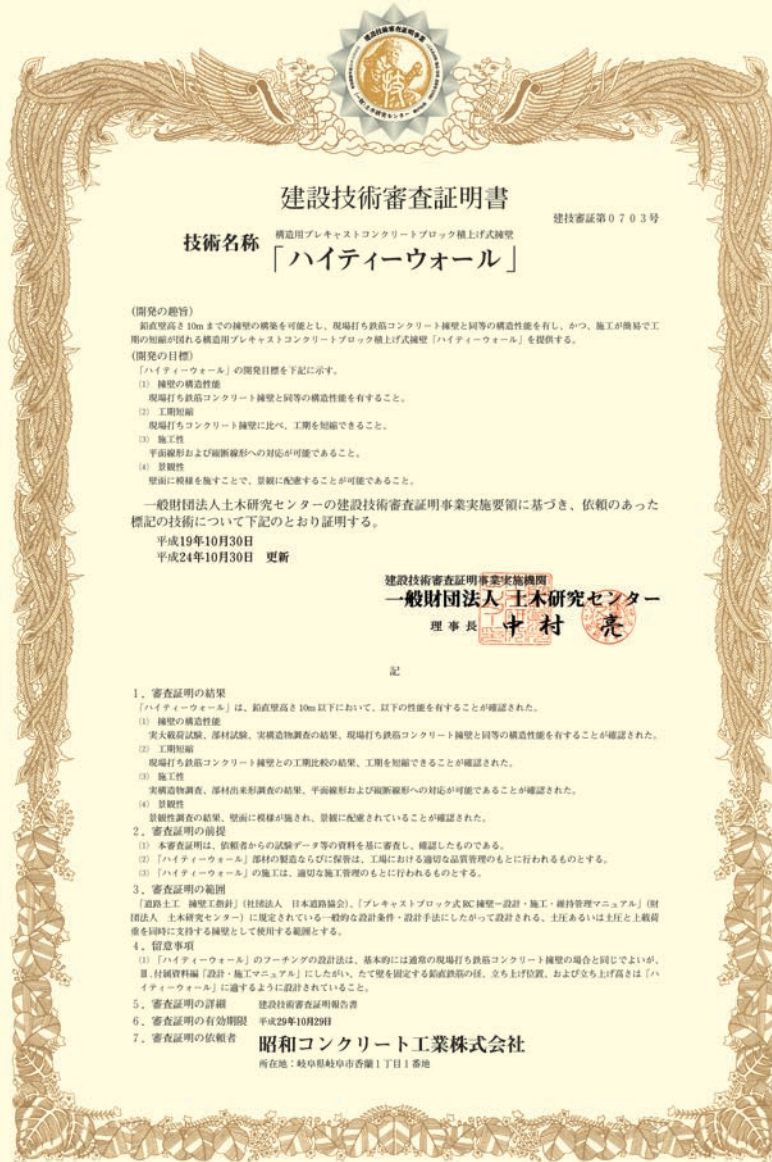 建設技術審査証明事業
建設技術審査証明書
建技審証第0703号
技術名称
構造用プレキャストコンクリートブロック積上げ式擁壁
「ハイティーウォール」
(開発の趣旨)
鉛直壁高さ10mまでの擁壁の構築を可能とし、現場打ち鉄筋コンクリート擁壁と同等の構造性能を有し、かつ、施工が簡易で工
期の短縮が図れる構造用プレキャストコンクリートブロック積上げ式擁壁「ハイティーウォール」を提供する。
(開発の目標)
「ハイティーウォール」の開発目標を下記に示す。
(1) 擁壁の構造性能
現場打ち鉄筋コンクリート擁壁と同等の構造性能を有すること。
(2) 工期短縮
現場打ちコンクリート擁壁に比べ、工期を短縮できること。
(3) 施工性
平面線形および縦断線形への対応が可能であること。
(4) 景観性
壁面に模様を施すことで、景観に配慮することが可能であること。
一般財団法人土木研究センターの建設技術審査証明事業実施要領に基づき、依頼のあった
標記の技術について下記のとおり証明する。
平成19年10月30日
平成24年10月30日 更新
建設技術審査証明事業実施機関
一般財団法人 土木研究センター
理事長 中村 亮
記
1．審査証明の結果
「ハイティーウォール」は、鉛直壁高さ10m以下において、以下の性能を有することが確認された。
(1) 擁壁の構造性能
実大載荷試験、部材試験、実構造物調査の結果、現場打ち鉄筋コンクリート擁壁と同等の構造性能を有することが確認された。
(2) 工期短縮
現場打ち鉄筋コンクリート擁壁との工期比較の結果、工期を短縮できることが確認された。
(3) 施工性
実構造物調査、部材出来形調査の結果、平面線形および縦断線形への対応が可能であることが確認された。
(4) 景観性
景観性調査の結果、壁面に模様が施され、景観に配慮されていることが確認された。
2．審査証明の前提
(1) 本審査証明は、依頼者からの試験データ等の資料を基に審査し、確認したものである。
(2) 「ハイティーウォール」部材の製造ならびに保管は、工場における適切な品質管理のもとに行われるものとする。
(3) 「ハイティーウォール」の施工は、適切な施工管理のもとに行われるものとする。
3．審査証明の範囲
「道路土工 擁壁工指針」(社団法人 日本道路協会)、「プレキャストブロック式RC擁壁－設計・施工・維持管理マニュアル」(財
団法人 土木研究センター) に規定されている一般的な設計条件・設計手法にしたがって設計される、土圧あるいは土圧と上載荷
重を同時に支持する擁壁として使用する範囲とする。
4．留意事項
(1) 「ハイティーウォール」のフーチングの設計法は、基本的には通常の現場打ち鉄筋コンクリート擁壁の場合と同じでよいが、
Ⅲ.付属資料編「設計・施工マニュアル」にしたがい、たて壁を固定する鉛直鉄筋の径、立ち上げ位置、および立ち上げ高さは「ハ
イティーウォール」に適するように設計されていること。
5．審査証明の詳細 建設技術審査証明報告書
6．審査証明の有効期限 平成29年10月29日
7．審査証明の依頼者 昭和コンクリート工業株式会社
所在地：岐阜県岐阜市香蘭1丁目1番地